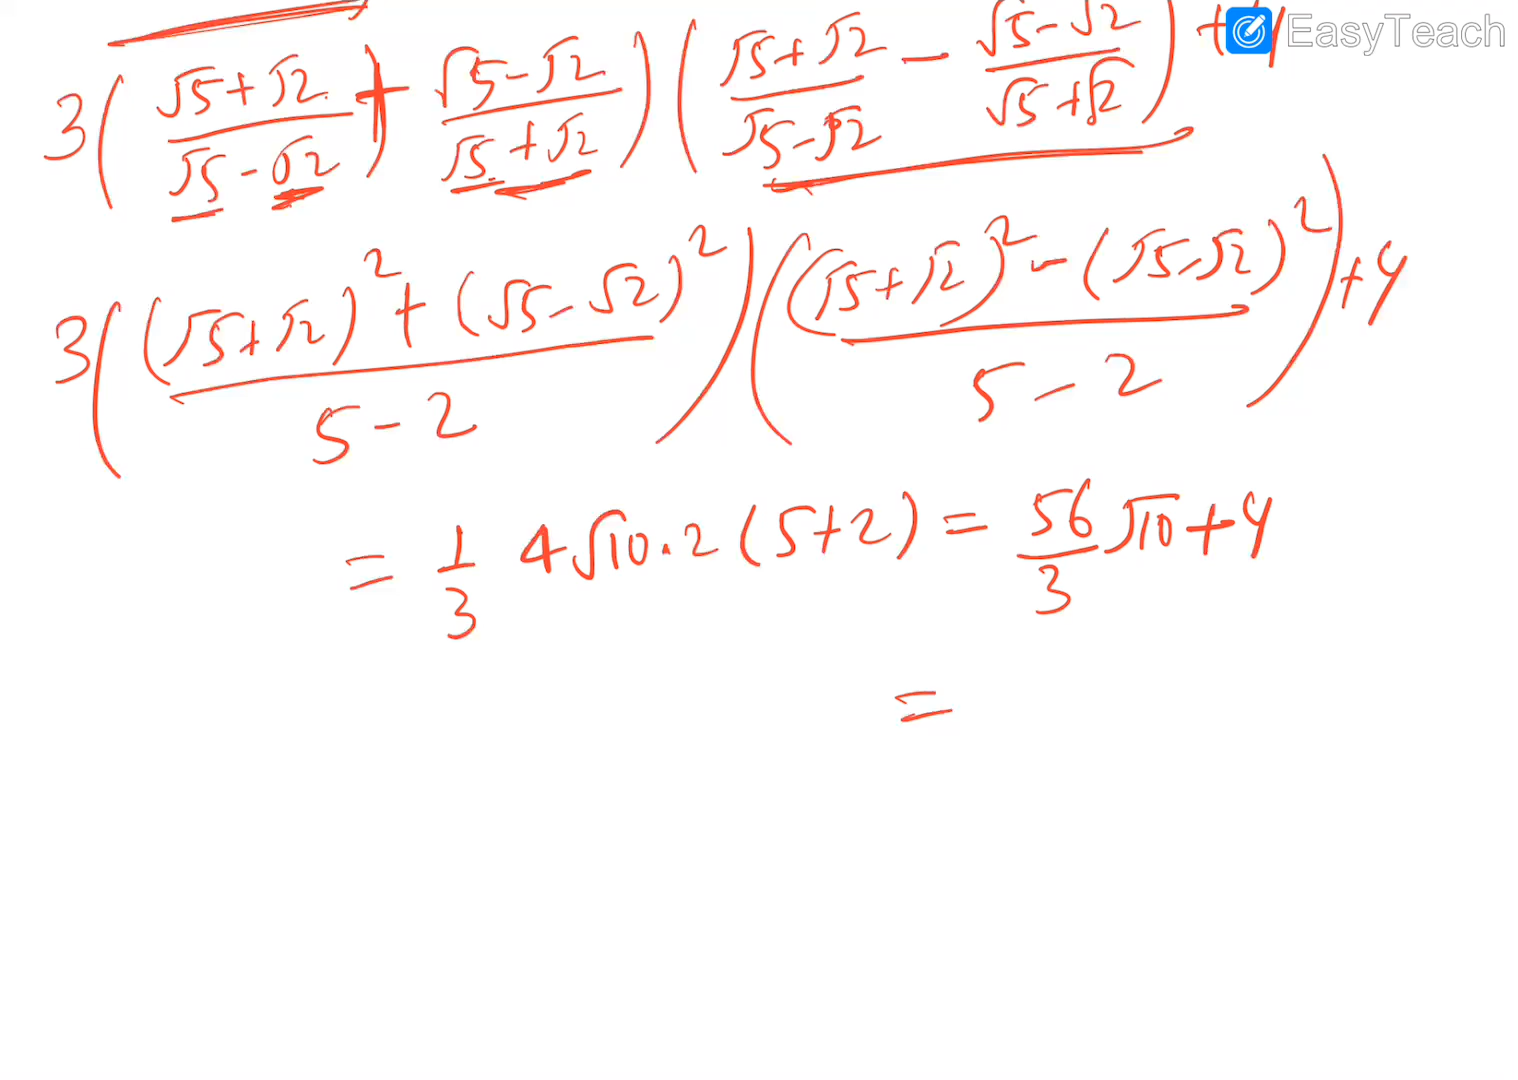 EasyTeach
3(√5+√2/√5-√2 + √5-√2/√5+√2)(√5+√2/√5-√2 - √5-√2/√5+√2)+4
3((√5+√2)²+(√5-√2)²/5-2)((√5+√2)²-(√5-√2)²/5-2)+4
= 1/3 4√10.2(5+2) = 56/3 √10+4
=